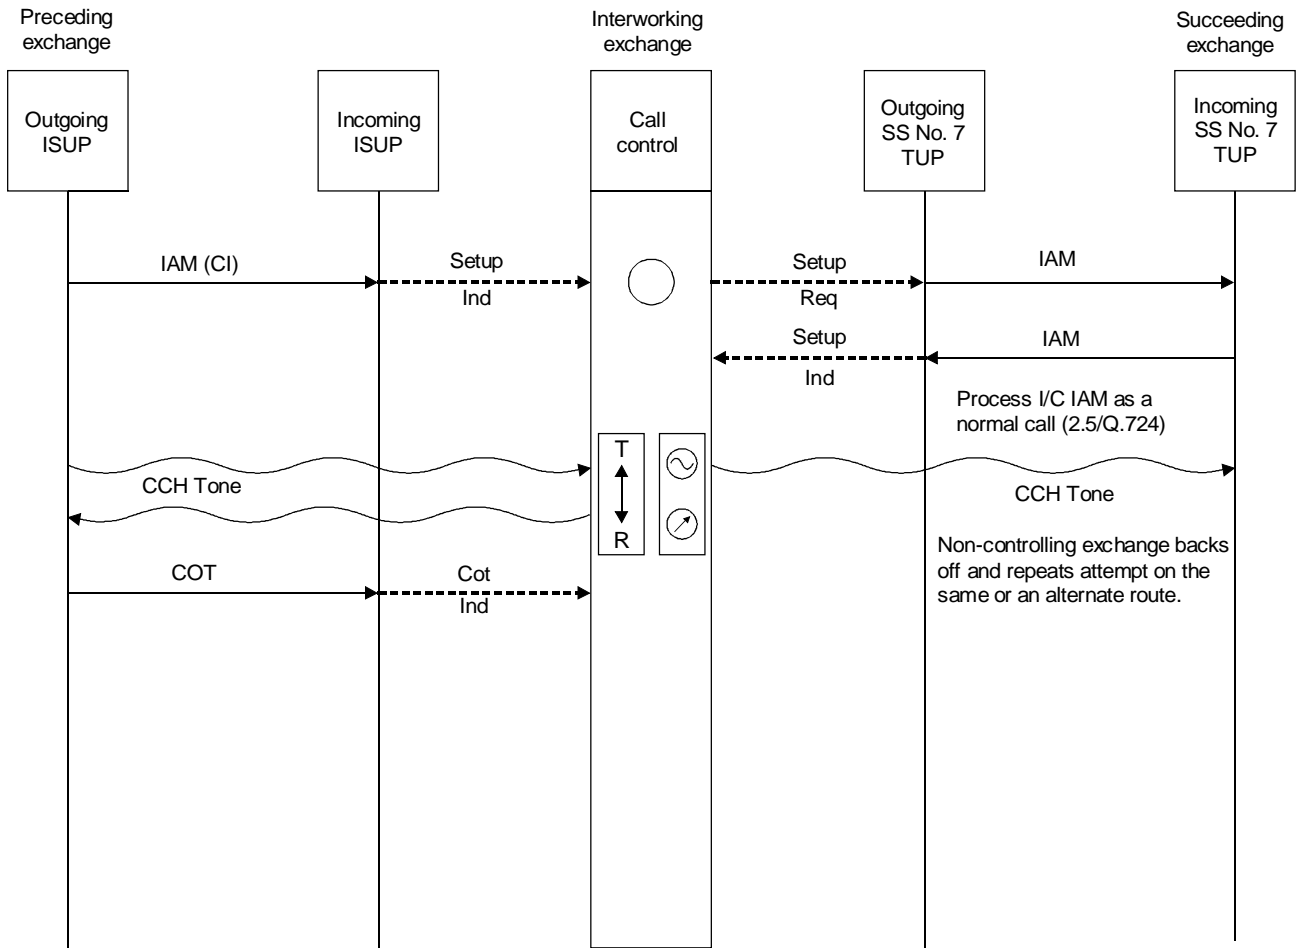 Preceding
exchange
Interworking
exchange
Succeeding
exchange
Outgoing
ISUP
Incoming
ISUP
Call
control
Outgoing
SS No. 7
TUP
Incoming
SS No. 7
TUP
IAM (CI)
Setup
Ind
Setup
Req
IAM
Setup
Ind
IAM
Process I/C IAM as a
normal call (2.5/Q.724)
T
R
CCH Tone
CCH Tone
Non-controlling exchange backs
off and repeats attempt on the
same or an alternate route.
COT
Cot
Ind